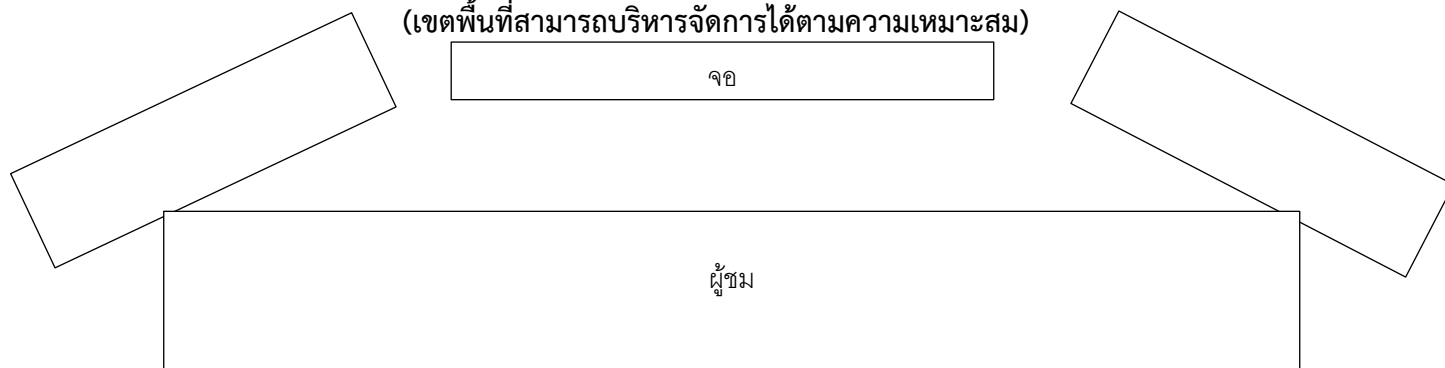 (เขตพื้นที่สามารถบริหารจัดการได้ตามความเหมาะสม)
จอ
ผู้ชม